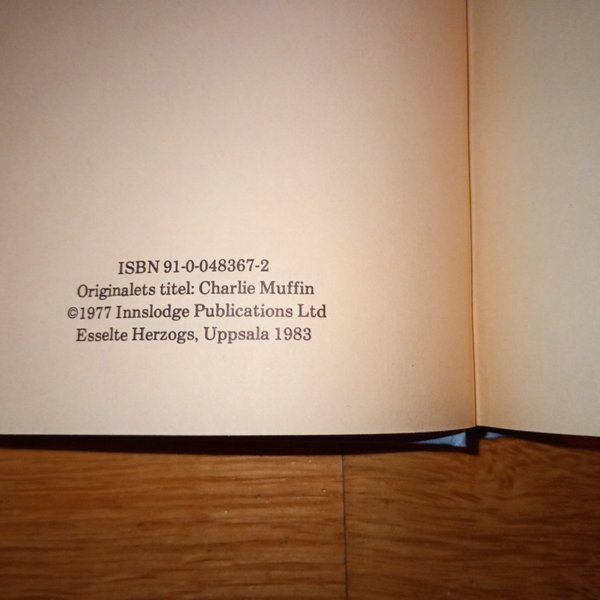 ISBN 91-0-048367-2
Originalets titel: Charlie Muffin
©1977 Innslodge Publications Ltd
Esselte Herzogs, Uppsala 1983